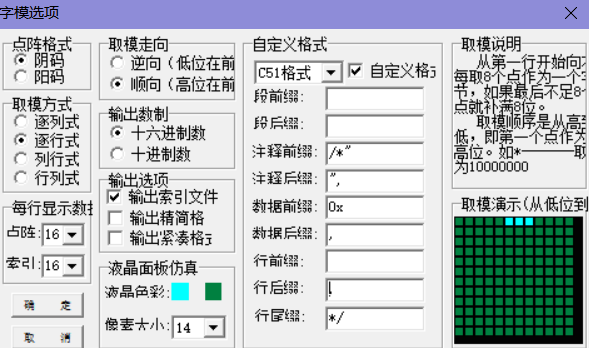 字模选项
点阵格式
阴码
阳码
取模方式
逐列式
逐行式
列行式
行列式
每行显示数据
点阵: 16
索引: 16
确 定
取 消
取模走向
逆向（低位在前
顺向（高位在前
输出数制
十六进制数
十进制数
输出选项
输出索引文件
输出精简格
输出紧凑格式
液晶面板仿真
液晶色彩:
像素大小: 14
自定义格式
C51格式
自定义格式
段前缀:
段后缀:
注释前缀: /*"
注释后缀: ",
数据前缀: 0x
数据后缀: ,
行前缀:
行后缀:
行尾缀: */
取模说明
从第一行开始向右
每取8个点作为一个字
节，如果最后不足8个
点就补满8位。
取模顺序是从高到
低，即第一个点作为
高位。如*-------取
为10000000
取模演示(从低位到